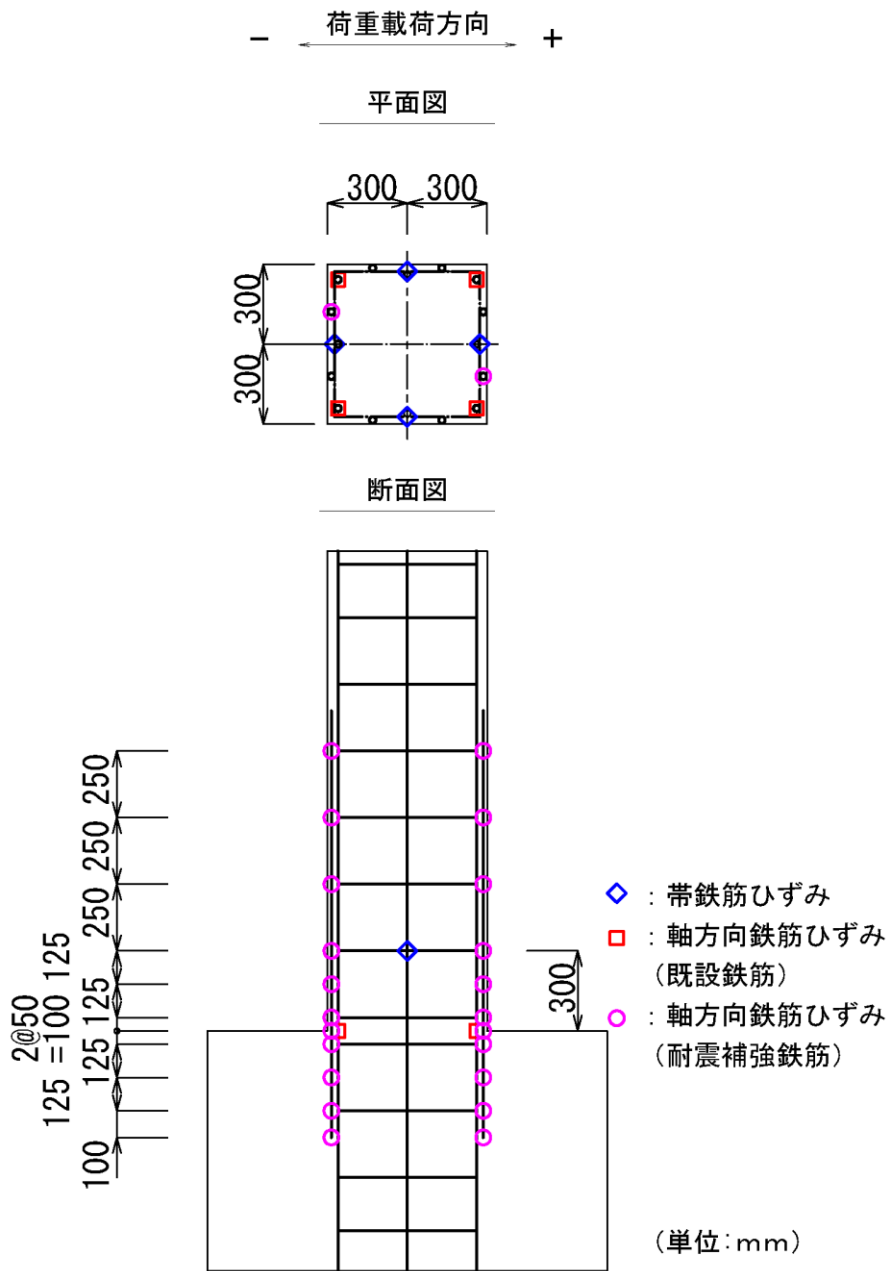 荷重載荷方向
− +
平面図
300 300
300
300
断面図
250
250
250
125
125
2@50
=100
125
125
100
300
：帯鉄筋ひずみ
：軸方向鉄筋ひずみ
（既設鉄筋）
：軸方向鉄筋ひずみ
（耐震補強鉄筋）
（単位：ｍｍ）